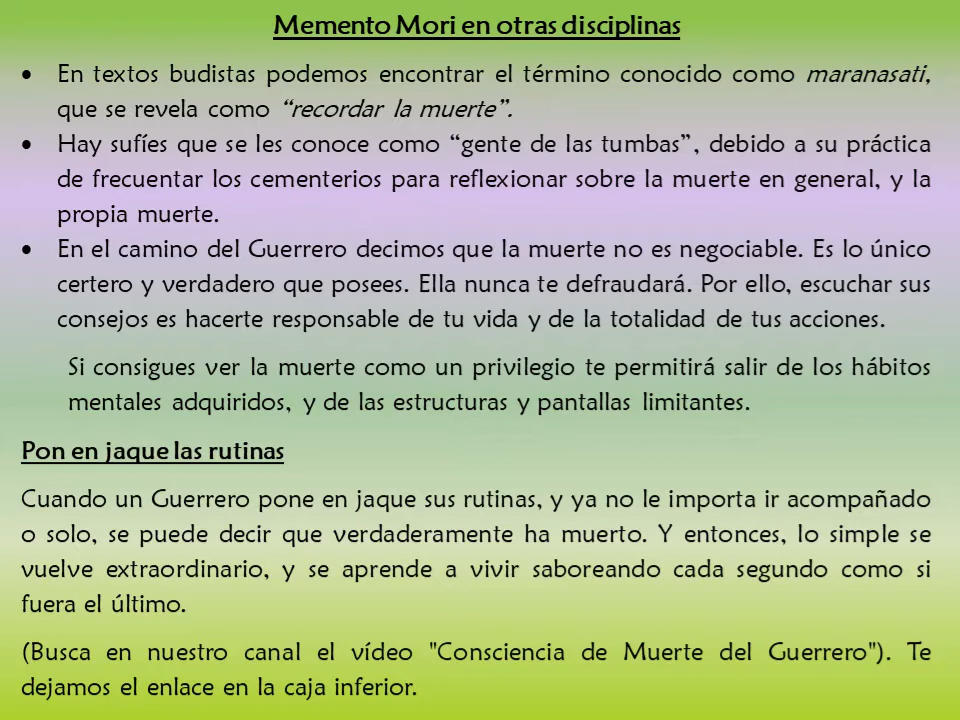 Memento Mori en otras disciplinas
• En textos budistas podemos encontrar el término conocido como maranasati,
que se revela como “recordar la muerte”.
• Hay sufíes que se les conoce como “gente de las tumbas”, debido a su práctica
de frecuentar los cementerios para reflexionar sobre la muerte en general, y la
propia muerte.
• En el camino del Guerrero decimos que la muerte no es negociable. Es lo único
certero y verdadero que posees. Ella nunca te defraudará. Por ello, escuchar sus
consejos es hacerte responsable de tu vida y de la totalidad de tus acciones.
Si consigues ver la muerte como un privilegio te permitirá salir de los hábitos
mentales adquiridos, y de las estructuras y pantallas limitantes.
Pon en jaque las rutinas
Cuando un Guerrero pone en jaque sus rutinas, y ya no le importa ir acompañado
o solo, se puede decir que verdaderamente ha muerto. Y entonces, lo simple se
vuelve extraordinario, y se aprende a vivir saboreando cada segundo como si
fuera el último.
(Busca en nuestro canal el vídeo "Consciencia de Muerte del Guerrero"). Te
dejamos el enlace en la caja inferior.